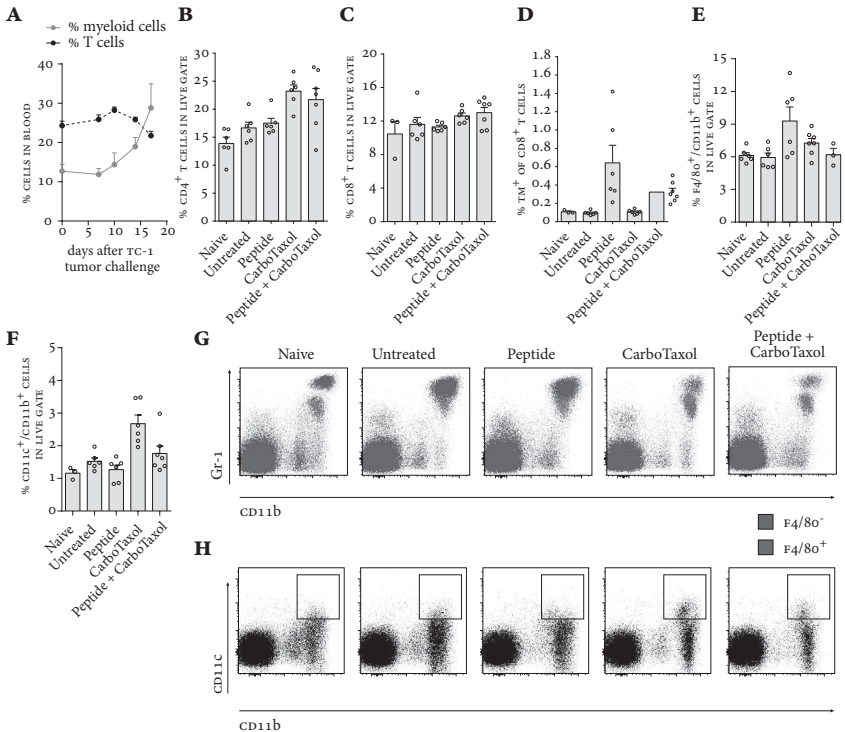 A
% myeloid cells
% T cells
% CELLS IN BLOOD
40
30
20
10
0
0
5
10
15
20
days after TC-1
tumor challenge
B
% CD4+ T CELLS IN LIVE GATE
30
25
20
15
10
5
0
Naive
Untreated
Peptide
CarboTaxol
Peptide + CarboTaxol
C
% CD8+ T CELLS IN LIVE GATE
20
16
12
8
4
0
Naive
Untreated
Peptide
CarboTaxol
Peptide + CarboTaxol
D
% TM+ OF CD8+ T CELLS
1.8
1.6
1.4
1.2
1.0
0.8
0.6
0.4
0.2
0
Naive
Untreated
Peptide
CarboTaxol
Peptide + CarboTaxol
E
% F4/80+/CD11b+ CELLS
IN LIVE GATE
15
12
9
6
3
0
Naive
Untreated
Peptide
CarboTaxol
Peptide + CarboTaxol
F
% CD11c+/CD11b+ CELLS
IN LIVE GATE
5
4
3
2
1
0
Naive
Untreated
Peptide
CarboTaxol
Peptide + CarboTaxol
G
Naive
Untreated
Peptide
CarboTaxol
Peptide +
CarboTaxol
Gr-1
CD11b
F4/80-
F4/80+
H
CD11c
CD11b